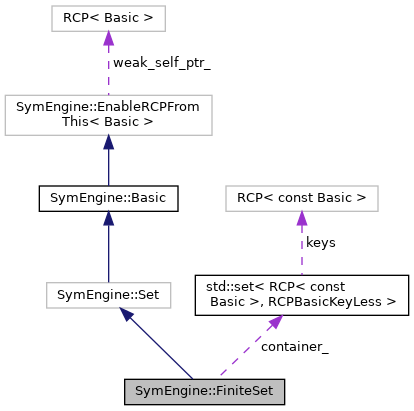 RCP< Basic >
weak_self_ptr_
SymEngine::EnableRCPFrom
This< Basic >
SymEngine::Basic
RCP< const Basic >
keys
SymEngine::Set
std::set< RCP< const
Basic >, RCPBasicKeyLess >
container_
SymEngine::FiniteSet